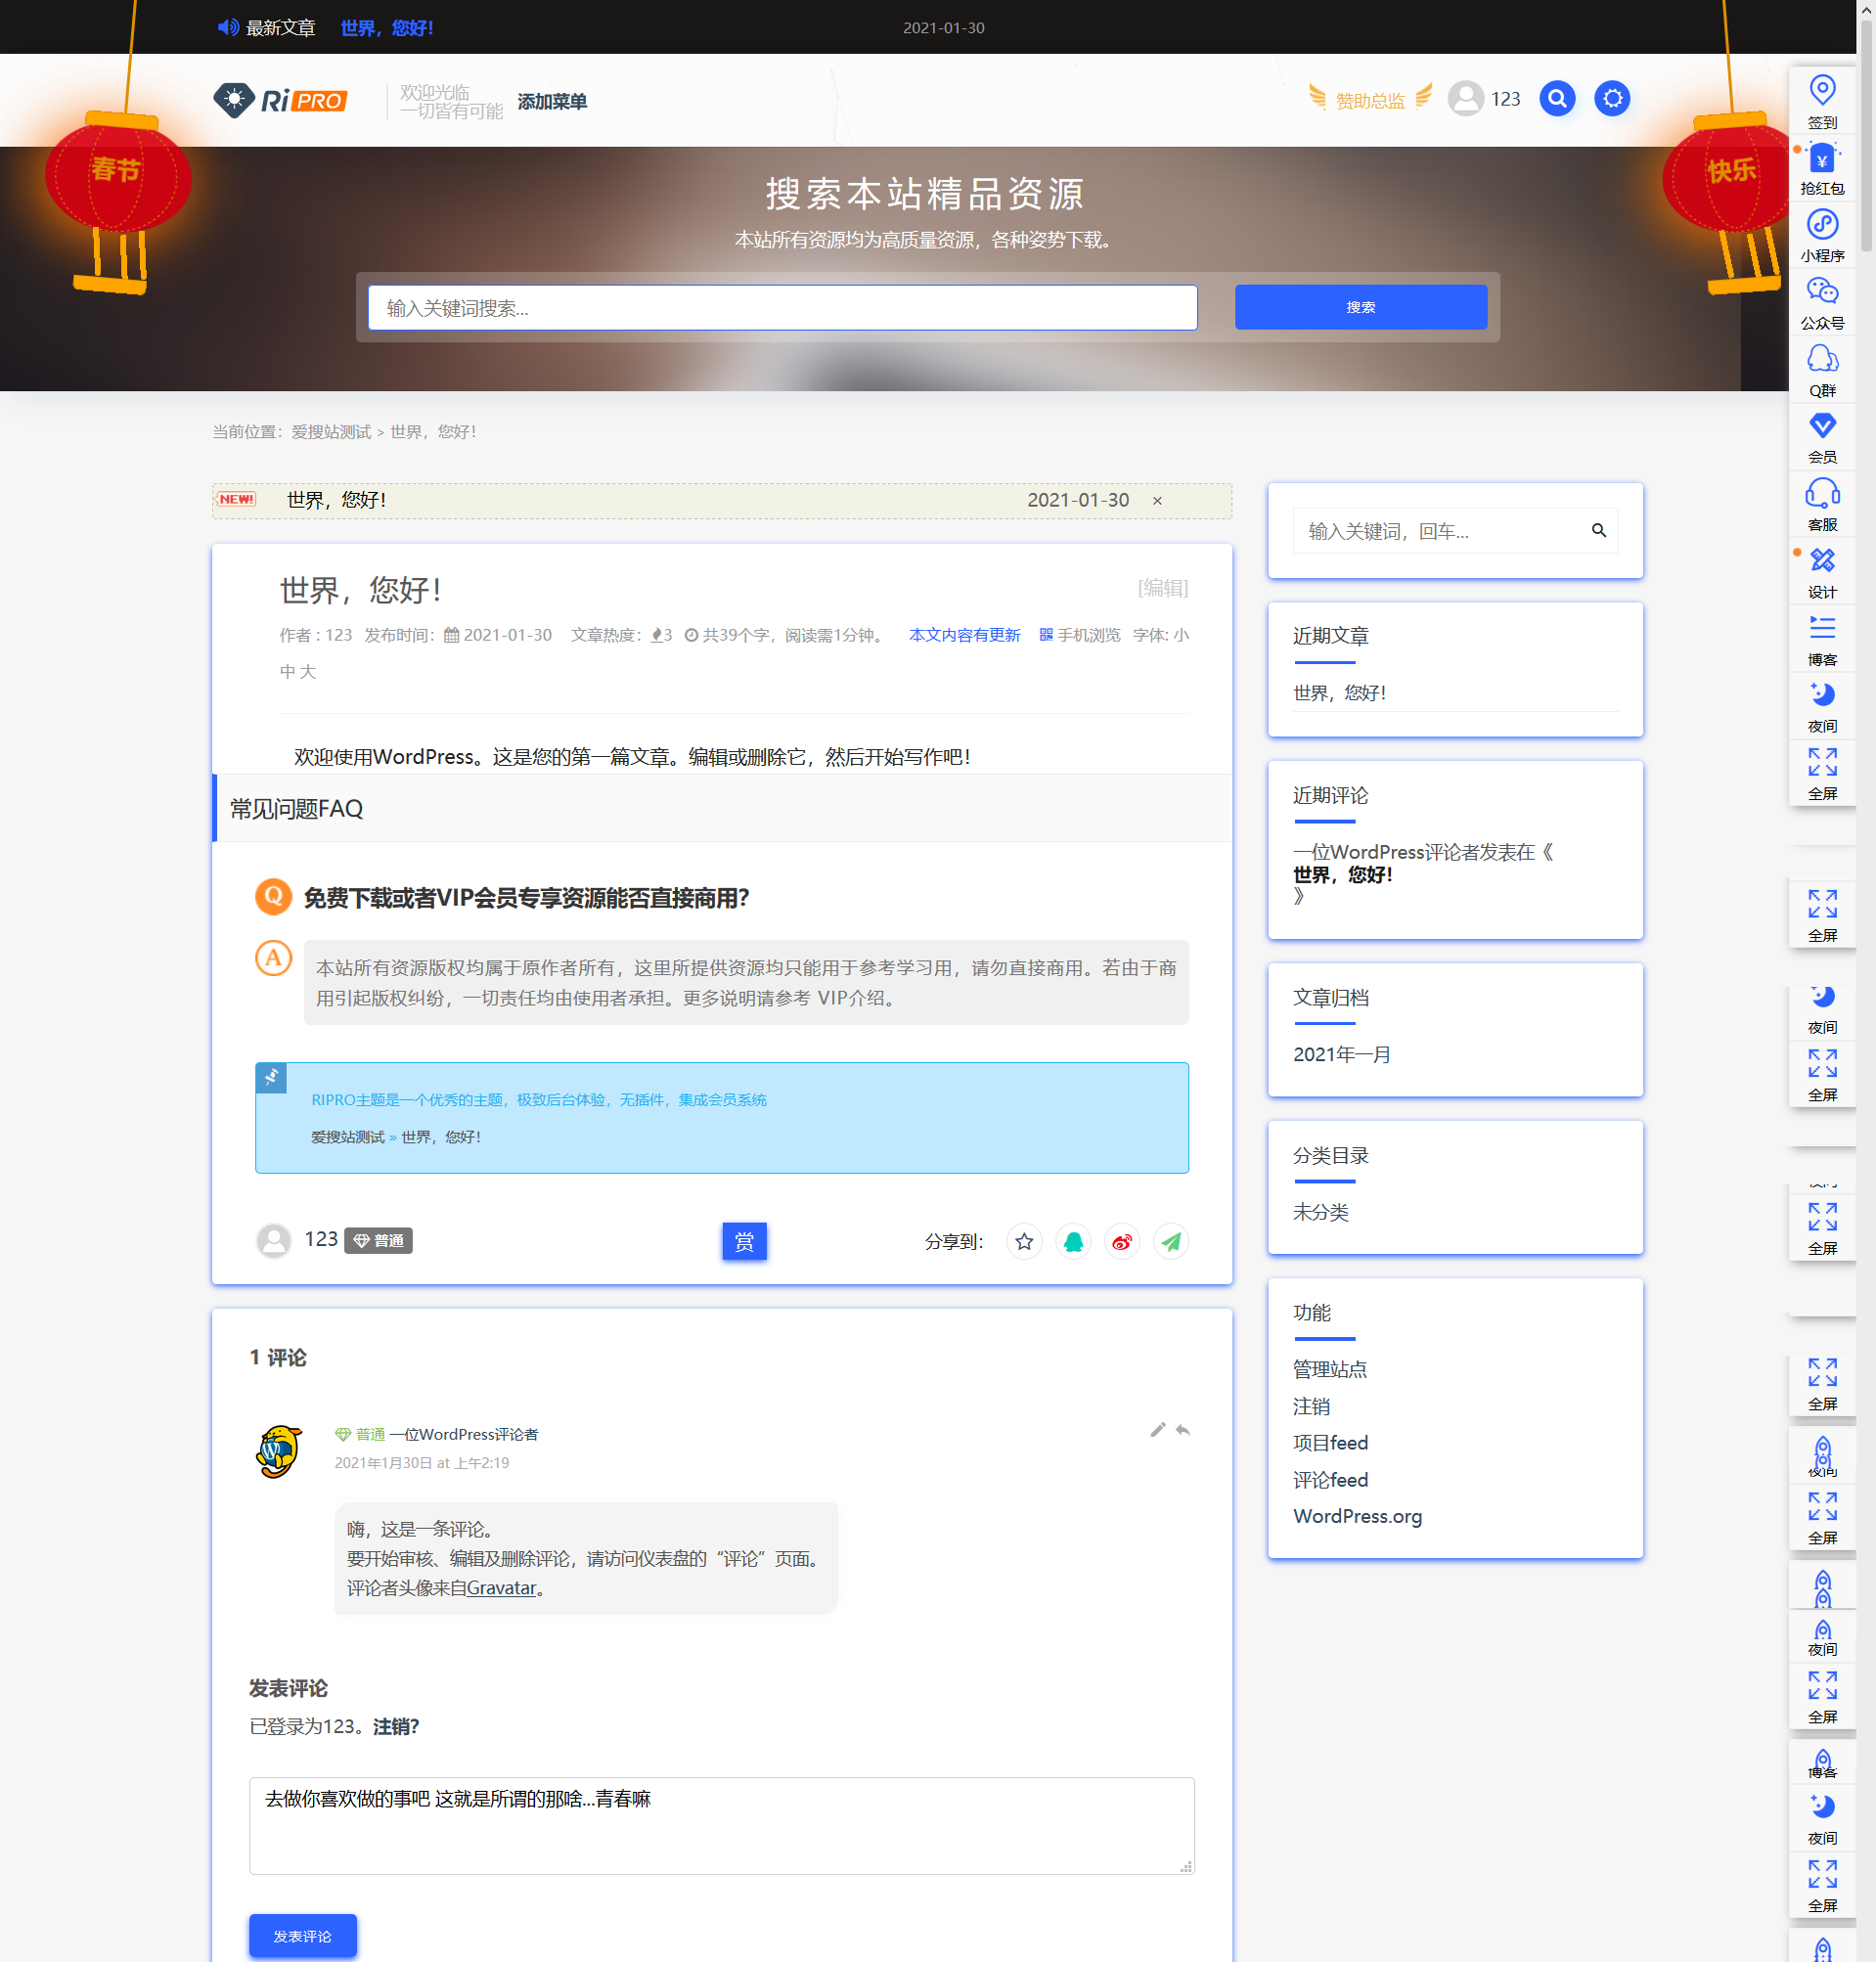 最新文章 世界，您好！ 2021-01-30
RiPRO
欢迎光临
一切皆有可能
添加菜单
赞助总监
123
春节
快乐
搜索本站精品资源
本站所有资源均为高质量资源，各种姿势下载。
输入关键词搜索...
搜索
当前位置：爱搜站测试 > 世界，您好！
NEW! 世界，您好！ 2021-01-30 ×
世界，您好！ [编辑]
作者 : 123 发布时间： 2021-01-30 文章热度： 3 共39个字，阅读需1分钟。 本文内容有更新 手机浏览 字体: 小
中 大
欢迎使用WordPress。这是您的第一篇文章。编辑或删除它，然后开始写作吧！
常见问题FAQ
Q 免费下载或者VIP会员专享资源能否直接商用？
A 本站所有资源版权均属于原作者所有，这里所提供资源均只能用于参考学习用，请勿直接商用。若由于商
用引起版权纠纷，一切责任均由使用者承担。更多说明请参考 VIP介绍。
RIPRO主题是一个优秀的主题，极致后台体验，无插件，集成会员系统
爱搜站测试 » 世界，您好！
123 普通
赏
分享到：
1 评论
普通 一位WordPress评论者
2021年1月30日 at 上午2:19
嗨，这是一条评论。
要开始审核、编辑及删除评论，请访问仪表盘的“评论”页面。
评论者头像来自Gravatar。
发表评论
已登录为123。注销？
去做你喜欢做的事吧 这就是所谓的那啥...青春嘛
发表评论
输入关键词，回车...
近期文章
世界，您好！
近期评论
一位WordPress评论者发表在《
世界，您好！
》
文章归档
2021年一月
分类目录
未分类
功能
管理站点
注销
项目feed
评论feed
WordPress.org
签到
¥
抢红包
小程序
公众号
Q群
会员
客服
设计
博客
夜间
全屏
全屏
夜间
全屏
全屏
全屏
夜间
全屏
夜间
全屏
博客
夜间
全屏